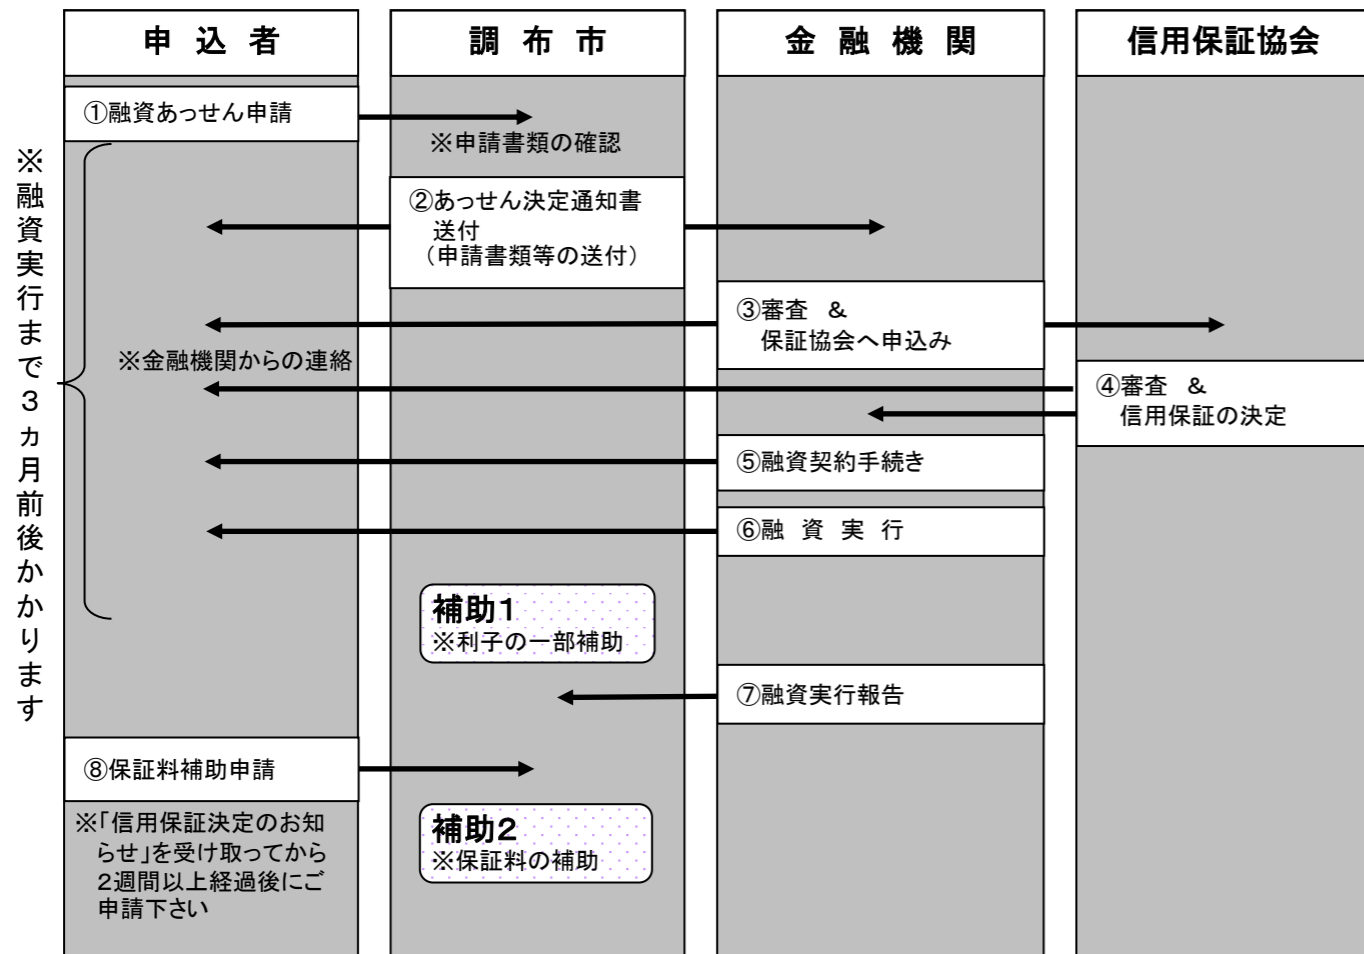 申込者
調布市
金融機関
信用保証協会
※融資実行まで3ヵ月前後かかります
①融資あっせん申請
※申請書類の確認
②あっせん決定通知書
送付
(申請書類等の送付)
③審査 &
保証協会へ申込み
※金融機関からの連絡
④審査 &
信用保証の決定
⑤融資契約手続き
⑥融資実行
補助1
※利子の一部補助
⑦融資実行報告
⑧保証料補助申請
※「信用保証決定のお知
らせ」を受け取ってから
2週間以上経過後にご
申請下さい
補助2
※保証料の補助